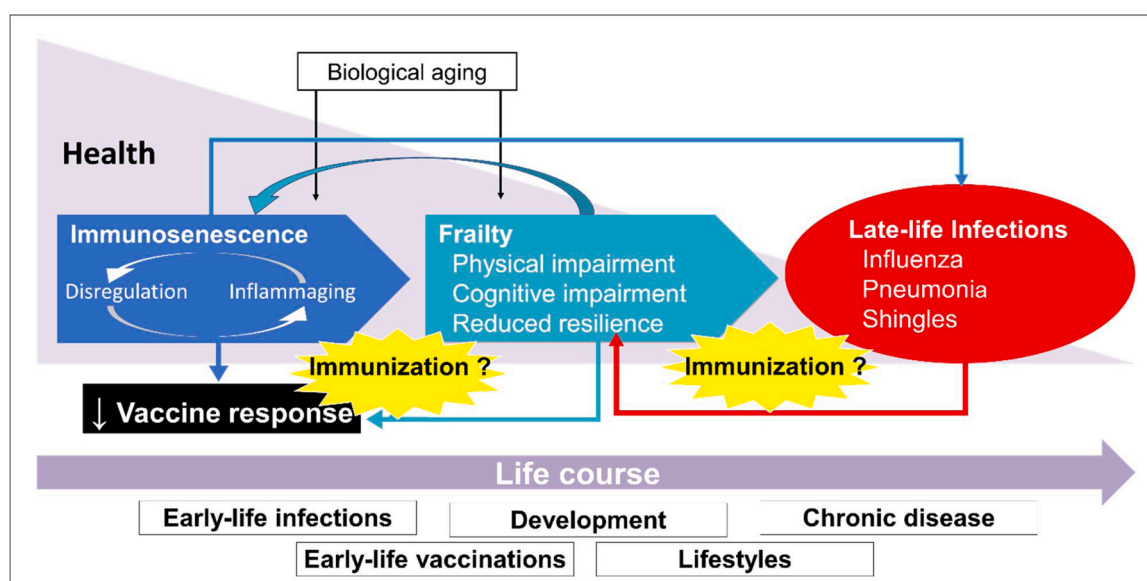 Biological aging
Health
Immunosenescence
Disregulation
Inflammaging
Frailty
Physical impairment
Cognitive impairment
Reduced resilience
Late-life Infections
Influenza
Pneumonia
Shingles
Immunization ?
Immunization ?
↓ Vaccine response
Life course
Early-life infections
Development
Chronic disease
Early-life vaccinations
Lifestyles